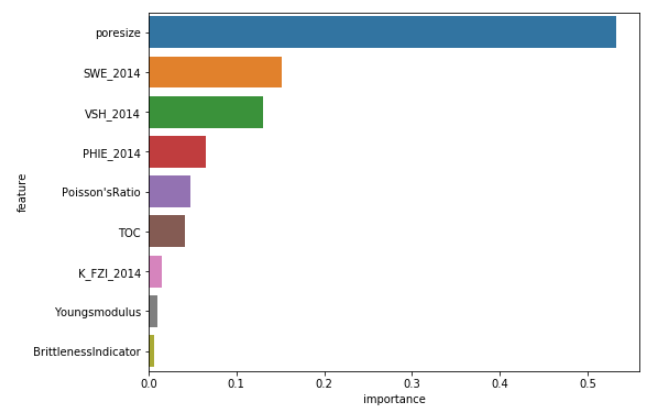 poresize
SWE_2014
VSH_2014
PHIE_2014
Poisson'sRatio
TOC
K_FZI_2014
Youngsmodulus
BrittlenessIndicator
feature
0.0 0.1 0.2 0.3 0.4 0.5
importance